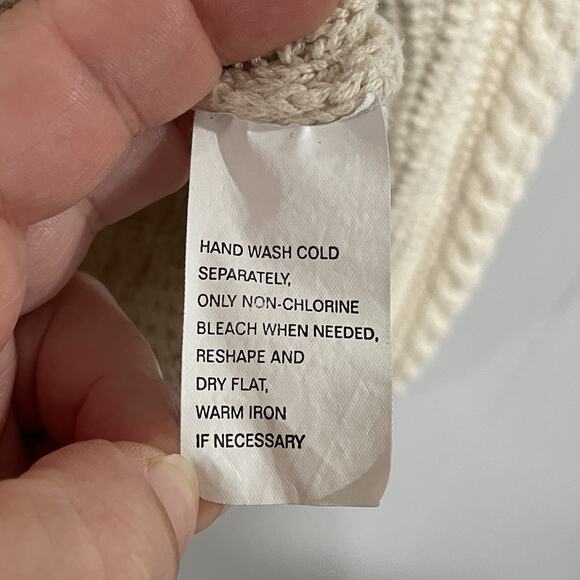 HAND WASH COLD
SEPARATELY,
ONLY NON-CHLORINE
BLEACH WHEN NEEDED,
RESHAPE AND
DRY FLAT,
WARM IRON
IF NECESSARY